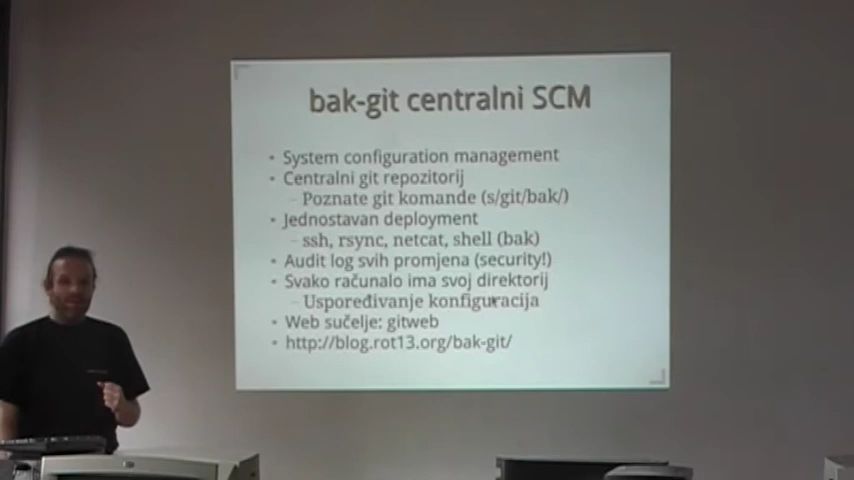 bak-git centralni SCM
• System configuration management
• Centralni git repozitorij
– Poznate git komande (s/git/bak/)
• Jednostavan deployment
– ssh, rsync, netcat, shell (bak)
• Audit log svih promjena (security!)
• Svako računalo ima svoj direktorij
– Uspoređivanje konfiguracija
• Web sučelje: gitweb
• http://blog.rot13.org/bak-git/